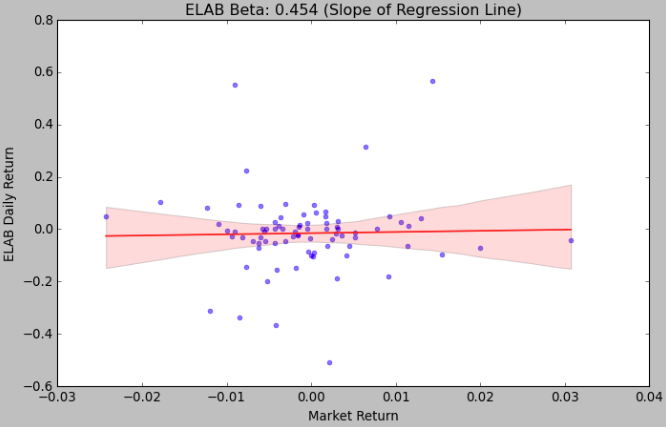 ELAB Beta: 0.454 (Slope of Regression Line)
0.8
0.6
0.4
0.2
0.0
−0.2
−0.4
−0.6
ELAB Daily Return
−0.03 −0.02 −0.01 0.00 0.01 0.02 0.03 0.04
Market Return